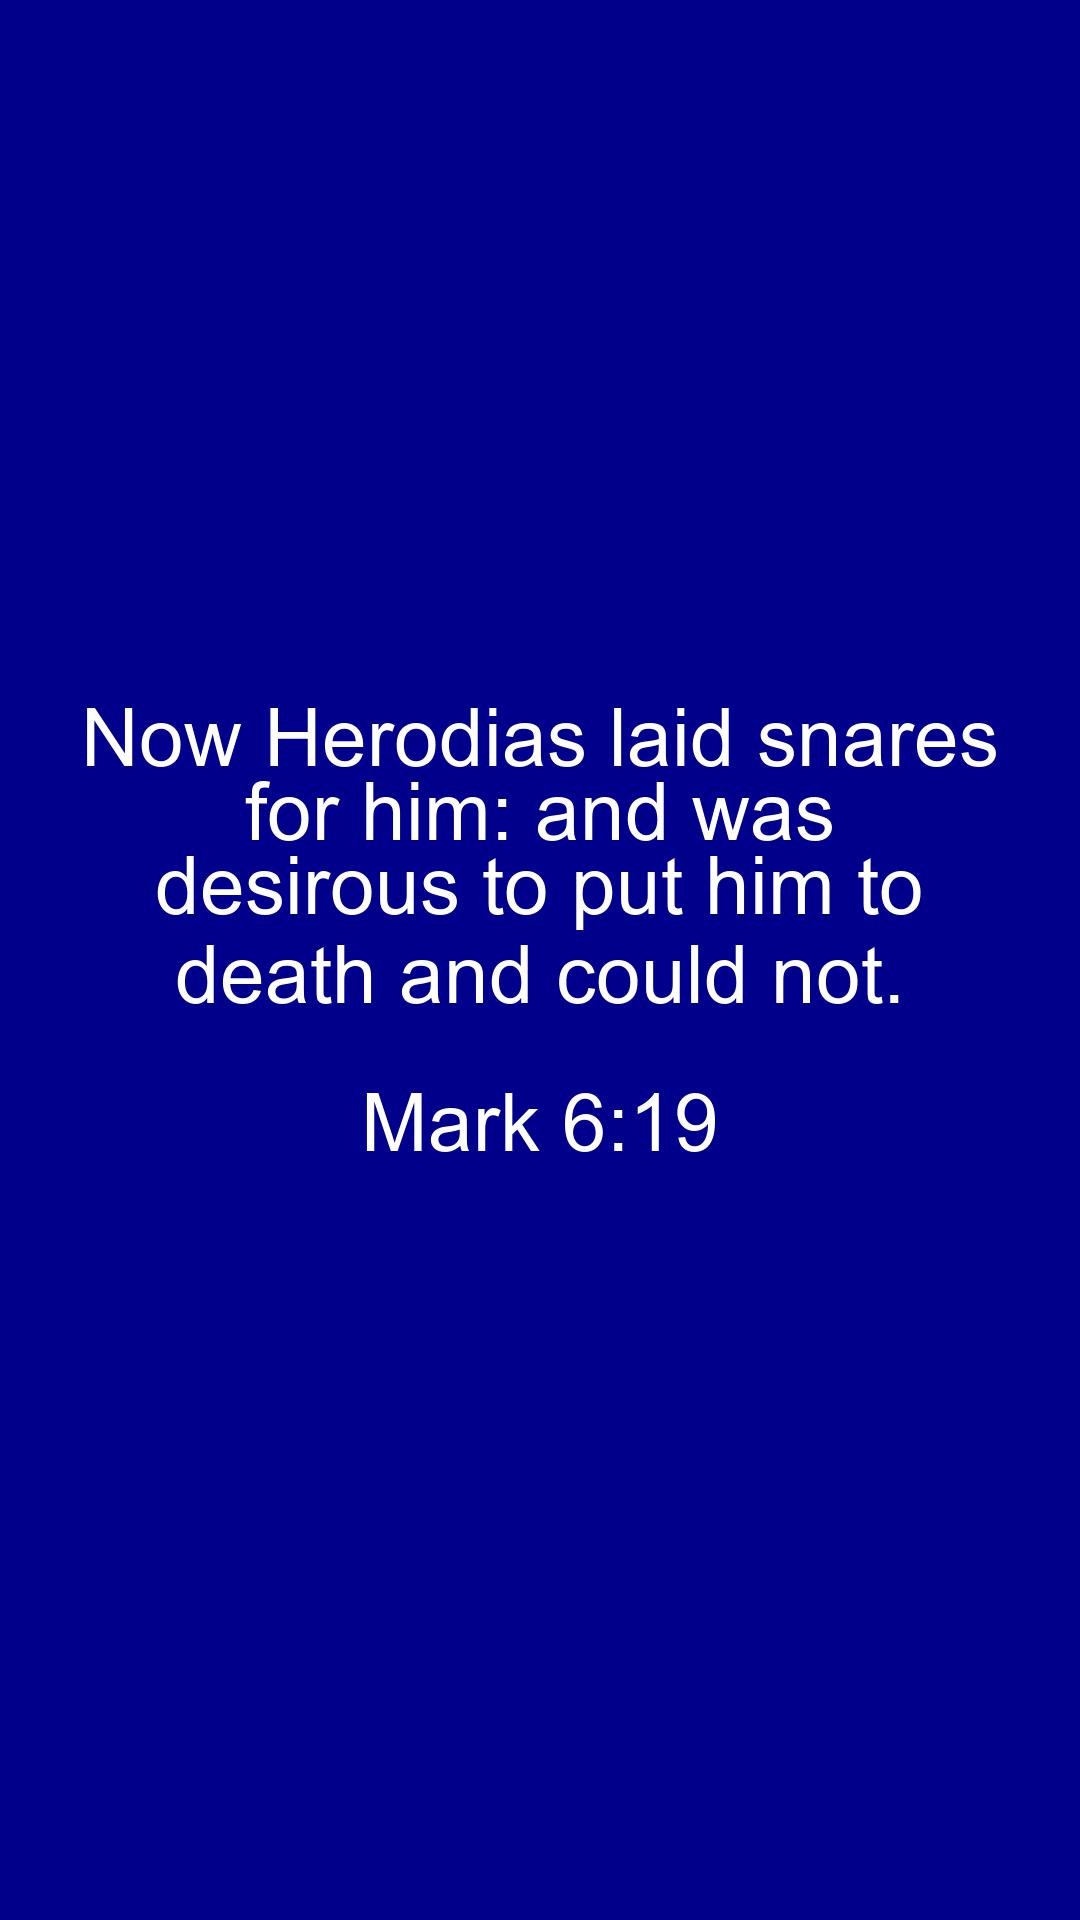 Now Herodias laid snares
for him: and was
desirous to put him to
death and could not.
Mark 6:19